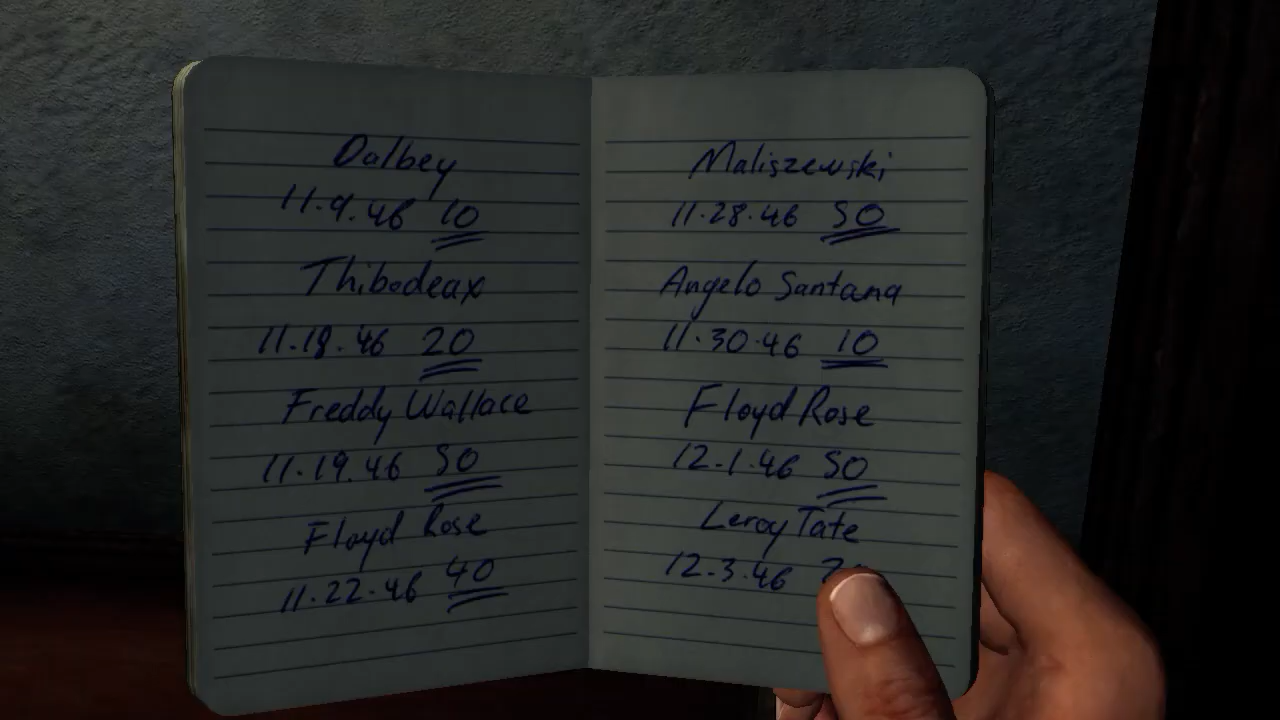 Dalbey
11.9.46 10
Thibodeax
11.18.46 20
Freddy Wallace
11.19.46 50
Floyd Rose
11.22.46 40
Maliszewski
11.28.46 50
Angelo Santana
11.30.46 10
Floyd Rose
12.1.46 50
Leroy Tate
12.3.46